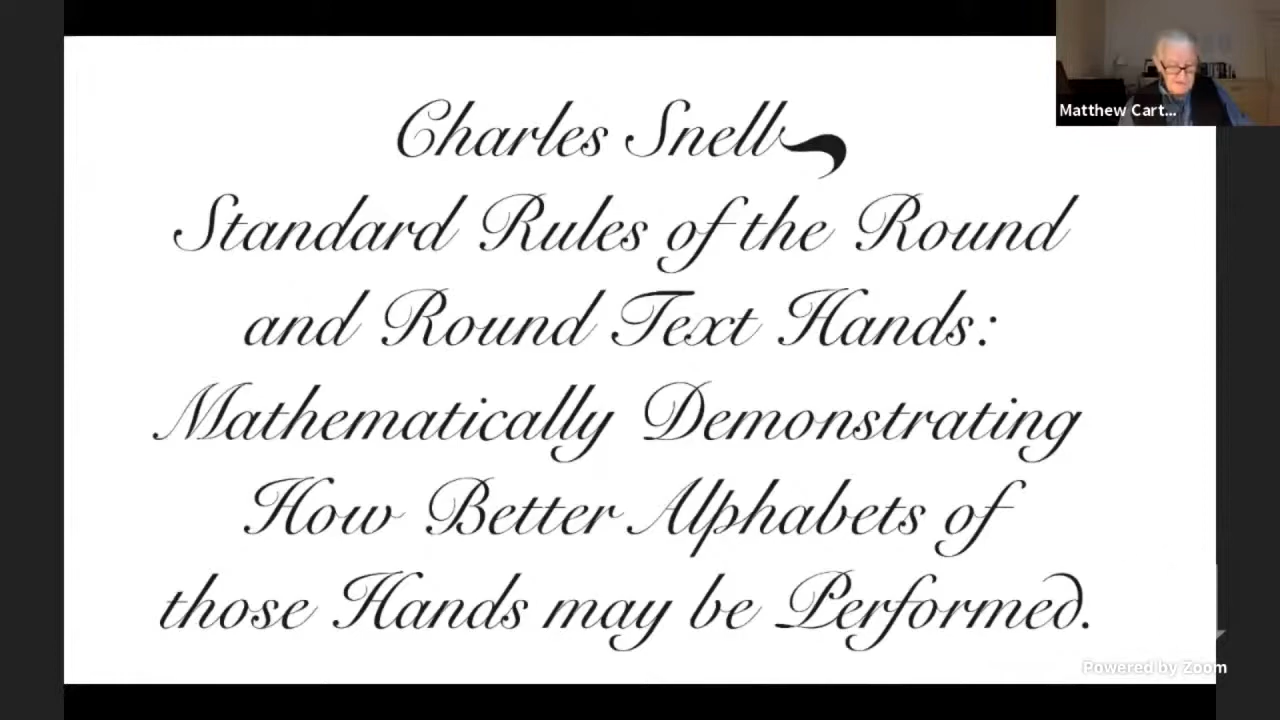 Charles Snell
Standard Rules of the Round
and Round Text Hands:
Mathematically Demonstrating
How Better Alphabets of
those Hands may be Performed.
Matthew Cart...
Powered by Zoom